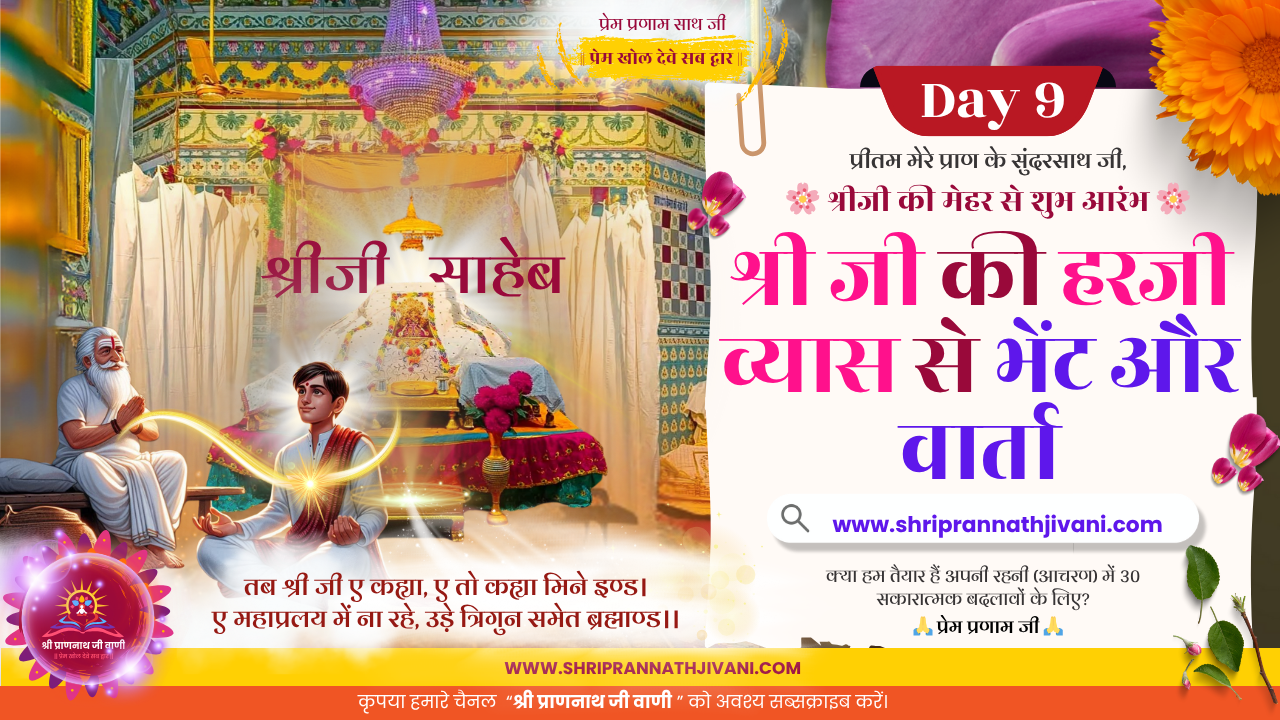 प्रेम प्रणाम साथ जी
प्रेम खोल देवे सब द्वार
Day 9
प्रीतम मेरे प्राण के सुंदरसाथ जी,
🌸 श्रीजी की मेहर से शुभ आरंभ 🌸
श्री जी की हरजी
व्यास से भेंट और
वार्ता
www.shriprannathjivani.com
क्या हम तैयार हैं अपनी रहनी (आचरण) में 30
सकारात्मक बदलावों के लिए?
🙏 प्रेम प्रणाम जी 🙏
श्रीजी साहेब
तब श्री जी ए कह्या, ए तो कह्या मिने इण्ड।
ए महाप्रलय में ना रहे, उड़े त्रिगुन समेत ब्रह्माण्ड।।
श्री प्राणनाथ जी वाणी
|| प्रेम खोल देवे सब द्वार ||
WWW.SHRIPRANNATHJIVANI.COM
कृपया हमारे चैनल “श्री प्राणनाथ जी वाणी ” को अवश्य सब्सक्राइब करें।